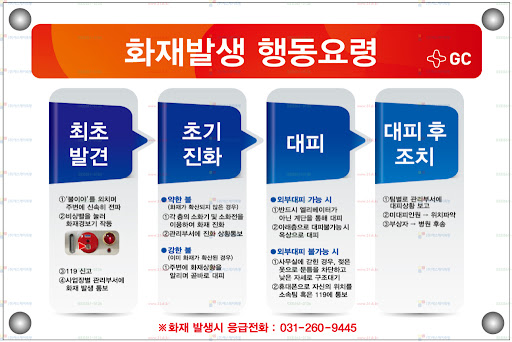 화재발생 행동요령
GC
최초
발견
①'불이야'를 외치며
주변에 신속히 전파
②비상벨을 눌러
화재경보기 작동
③119 신고
④사업장별 관리부서에
화재 발생 통보
초기
진화
●약한 불
(화재가 확산되지 않은 경우)
①각 층의 소화기 및 소화전을
이용하여 화재 진화
②관리부서에 진화 상황통보
●강한 불
(이미 화재가 확산된 경우)
①주변에 화재상황을
알리며 곧바로 대피
대피
●외부대피 가능 시
①반드시 엘리베이터가
아닌 계단을 통해 대피
②아래층으로 대피불가능 시
옥상으로 대피
●외부대피 불가능 시
①사무실에 갇힌 경우, 젖은
옷으로 문틈을 차단하고
낮은 자세로 구조대기
②휴대폰으로 자신의 위치를
소속팀 혹은 119에 통보
대피 후
조치
①팀별로 관리부서에
대피상황 보고
②미대피인원 → 위치파악
③부상자 → 병원 후송
※화재 발생시 응급전화 : 031-260-9445